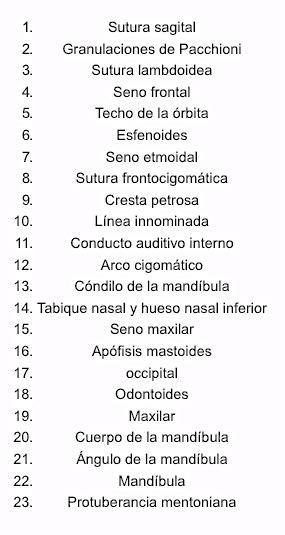 1. Sutura sagital
2. Granulaciones de Pacchioni
3. Sutura lambdoidea
4. Seno frontal
5. Techo de la órbita
6. Esfenoides
7. Seno etmoidal
8. Sutura frontocigomática
9. Cresta petrosa
10. Línea innominada
11. Conducto auditivo interno
12. Arco cigomático
13. Cóndilo de la mandíbula
14. Tabique nasal y hueso nasal inferior
15. Seno maxilar
16. Apófisis mastoides
17. occipital
18. Odontoides
19. Maxilar
20. Cuerpo de la mandíbula
21. Ángulo de la mandíbula
22. Mandíbula
23. Protuberancia mentoniana